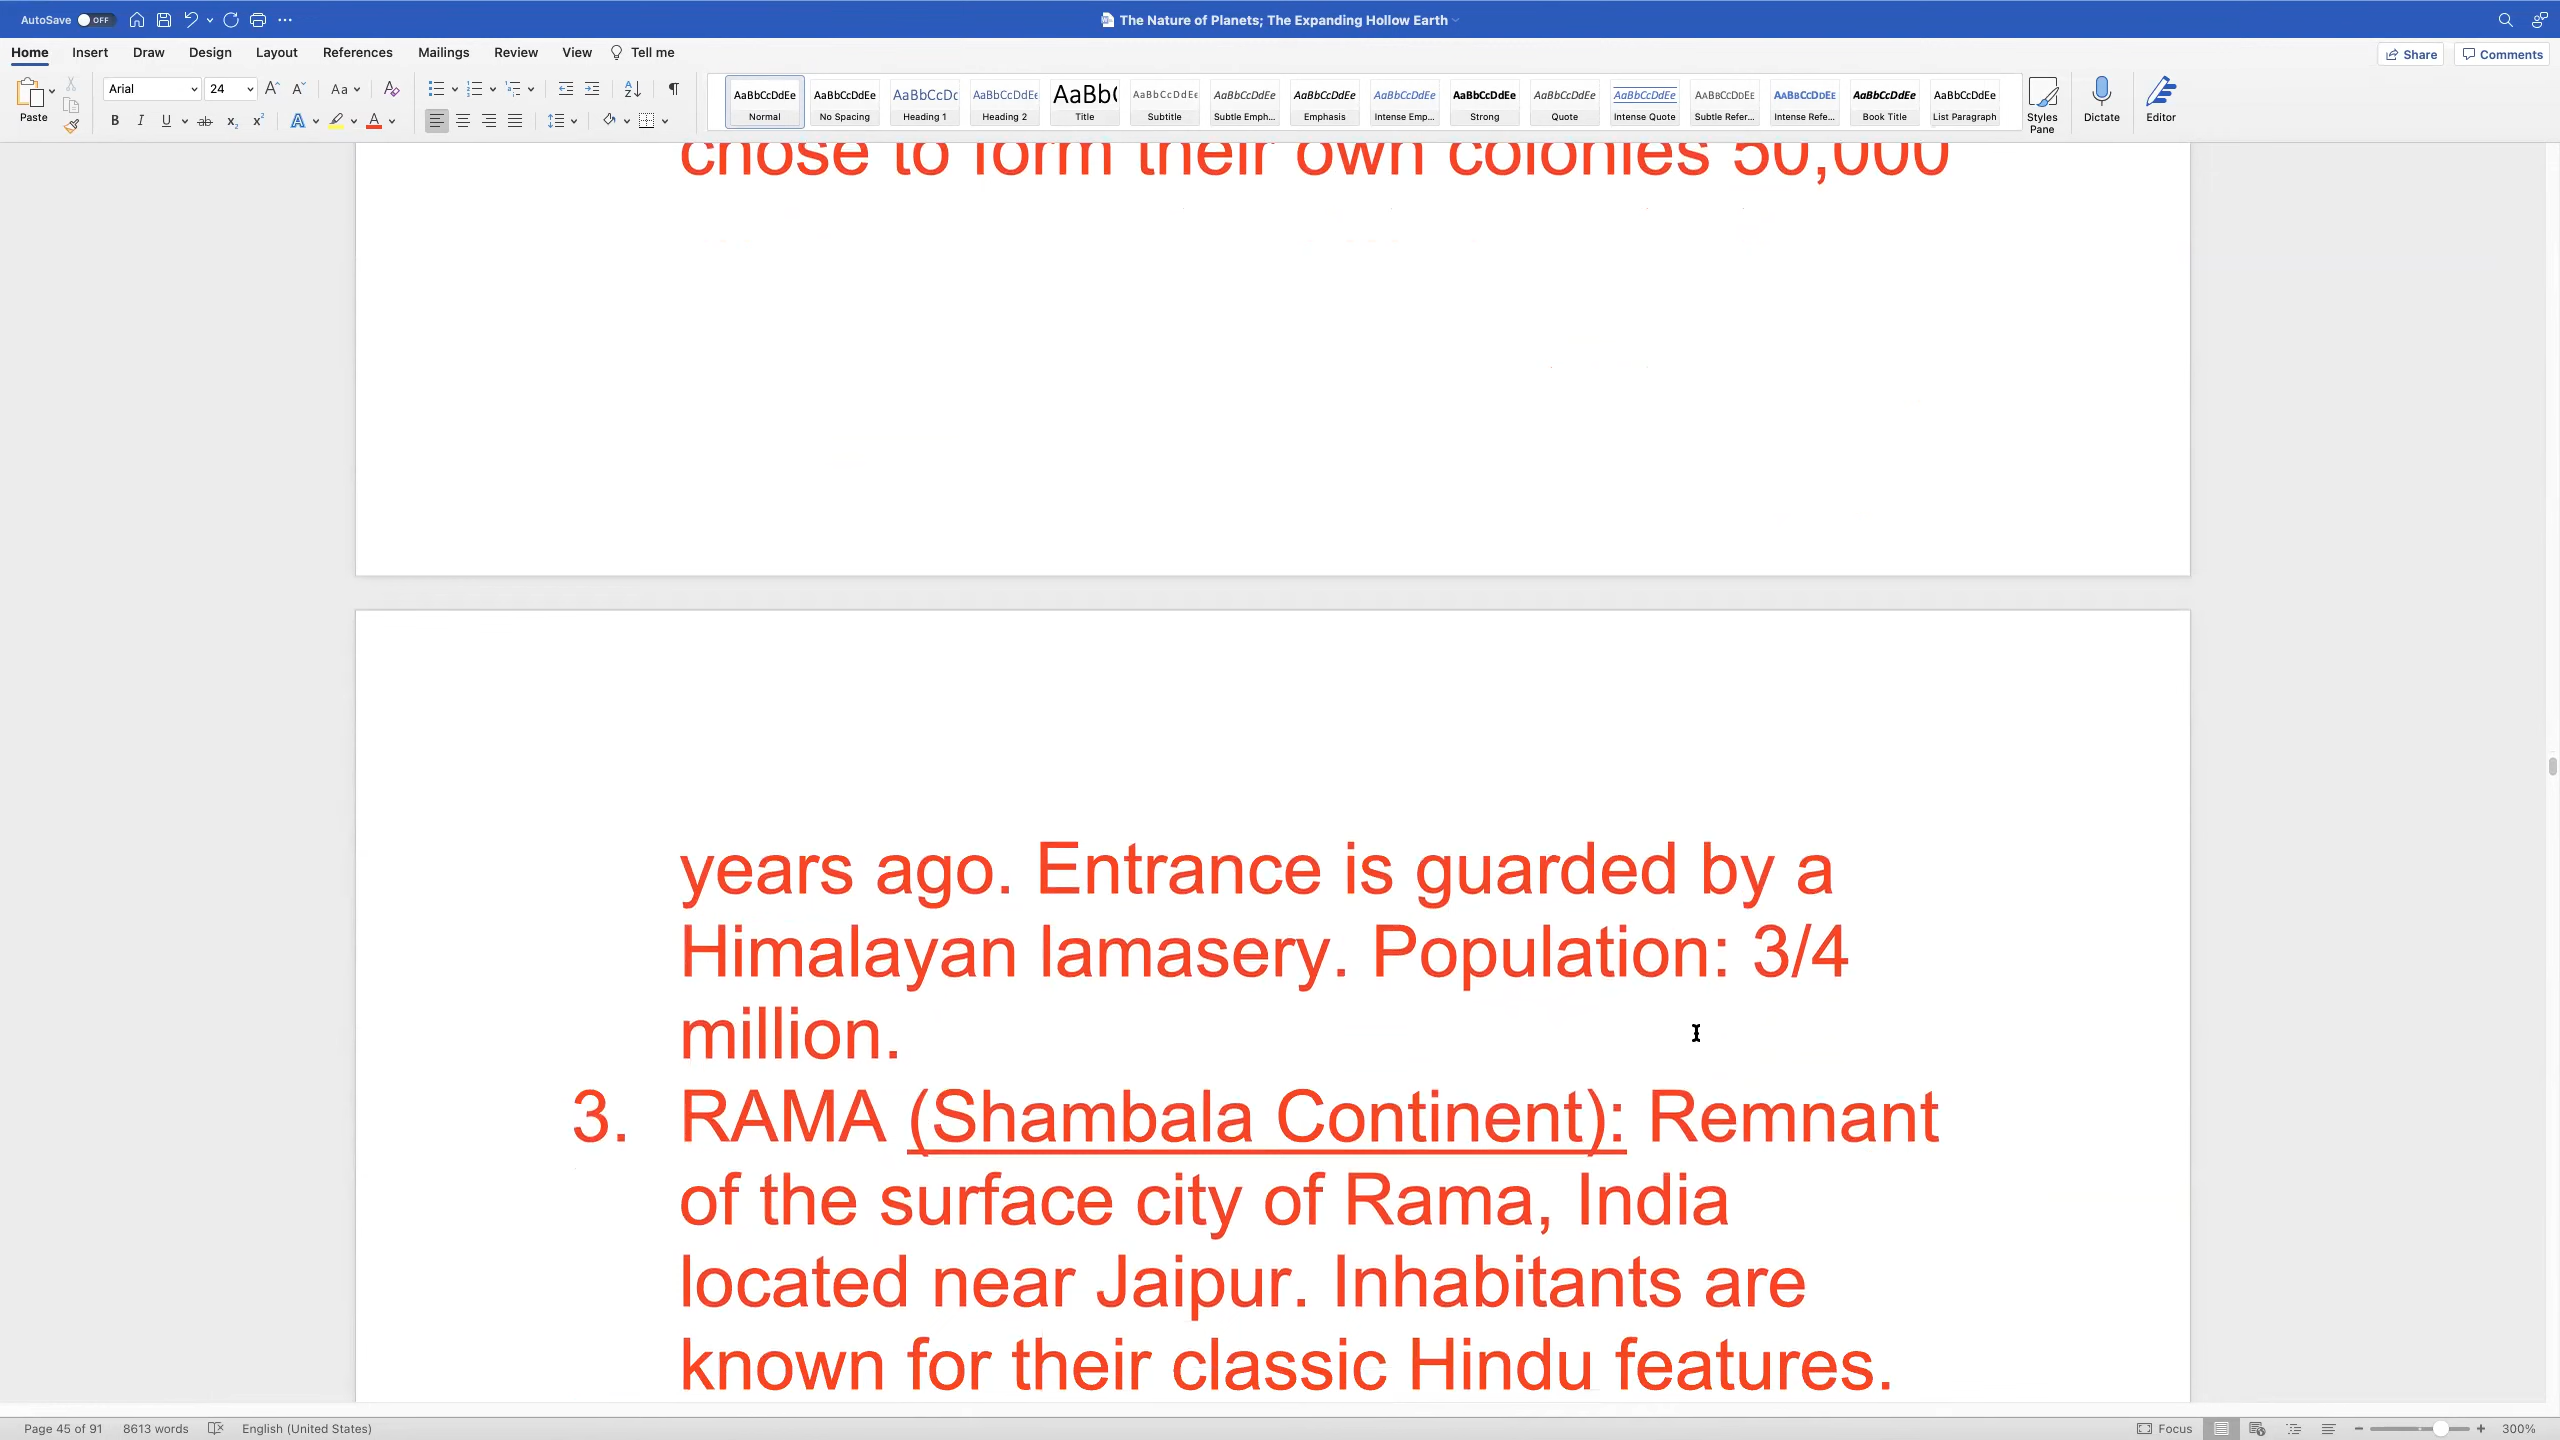 AutoSave OFF
The Nature of Planets; The Expanding Hollow Earth
Home Insert Draw Design Layout References Mailings Review View Tell me
Share Comments
Arial 24 Aa
Paste
B I U ab x₂ x² A A
AaBbCcDdEe AaBbCcDdEe AaBbCcDc AaBbCcDdEe AaBb( AaBbCcDdEe AaBbCcDdEe AaBbCcDdEe AaBbCcDdEe AaBbCcDdEe AaBbCcDdEe AaBbCcDdEe AaBbCcDdEe AaBbCcDdEe AaBbCcDdEe AaBbCcDdEe
Normal No Spacing Heading 1 Heading 2 Title Subtitle Subtle Emph... Emphasis Intense Emp... Strong Quote Intense Quote Subtle Refer... Intense Refe... Book Title List Paragraph
Styles
Pane
Dictate
Editor
chose to form their own colonies 50,000
years ago. Entrance is guarded by a
Himalayan lamasery. Population: 3/4
million.
3. RAMA (Shambala Continent): Remnant
of the surface city of Rama, India
located near Jaipur. Inhabitants are
known for their classic Hindu features.
Page 45 of 91 8613 words English (United States)
Focus 300%